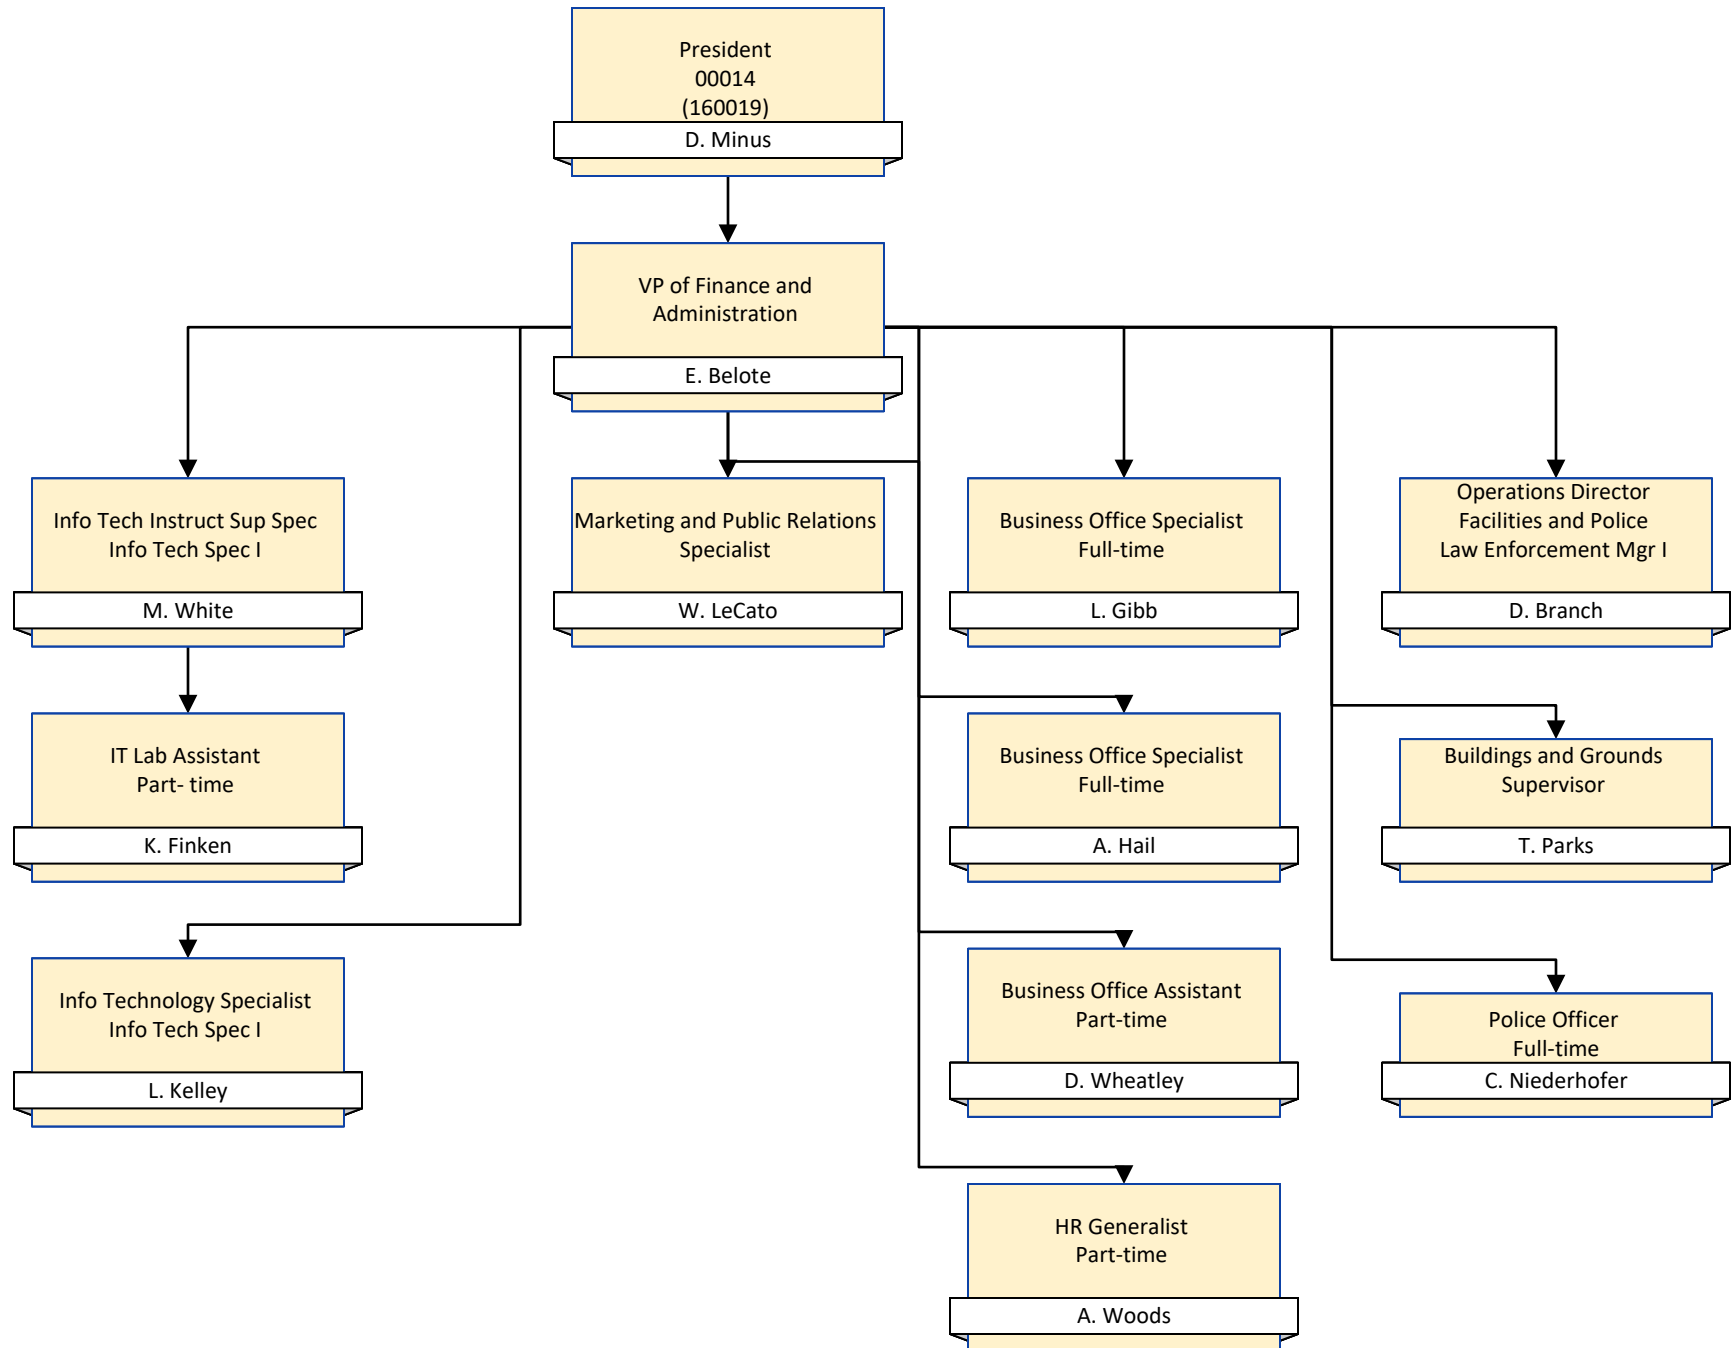 President
00014
(160019)
D. Minus
VP of Finance and
Administration
E. Belote
Info Tech Instruct Sup Spec
Info Tech Spec I
M. White
Marketing and Public Relations
Specialist
W. LeCato
Business Office Specialist
Full-time
L. Gibb
Operations Director
Facilities and Police
Law Enforcement Mgr I
D. Branch
IT Lab Assistant
Part- time
K. Finken
Business Office Specialist
Full-time
A. Hail
Buildings and Grounds
Supervisor
T. Parks
Info Technology Specialist
Info Tech Spec I
L. Kelley
Business Office Assistant
Part-time
D. Wheatley
Police Officer
Full-time
C. Niederhofer
HR Generalist
Part-time
A. Woods